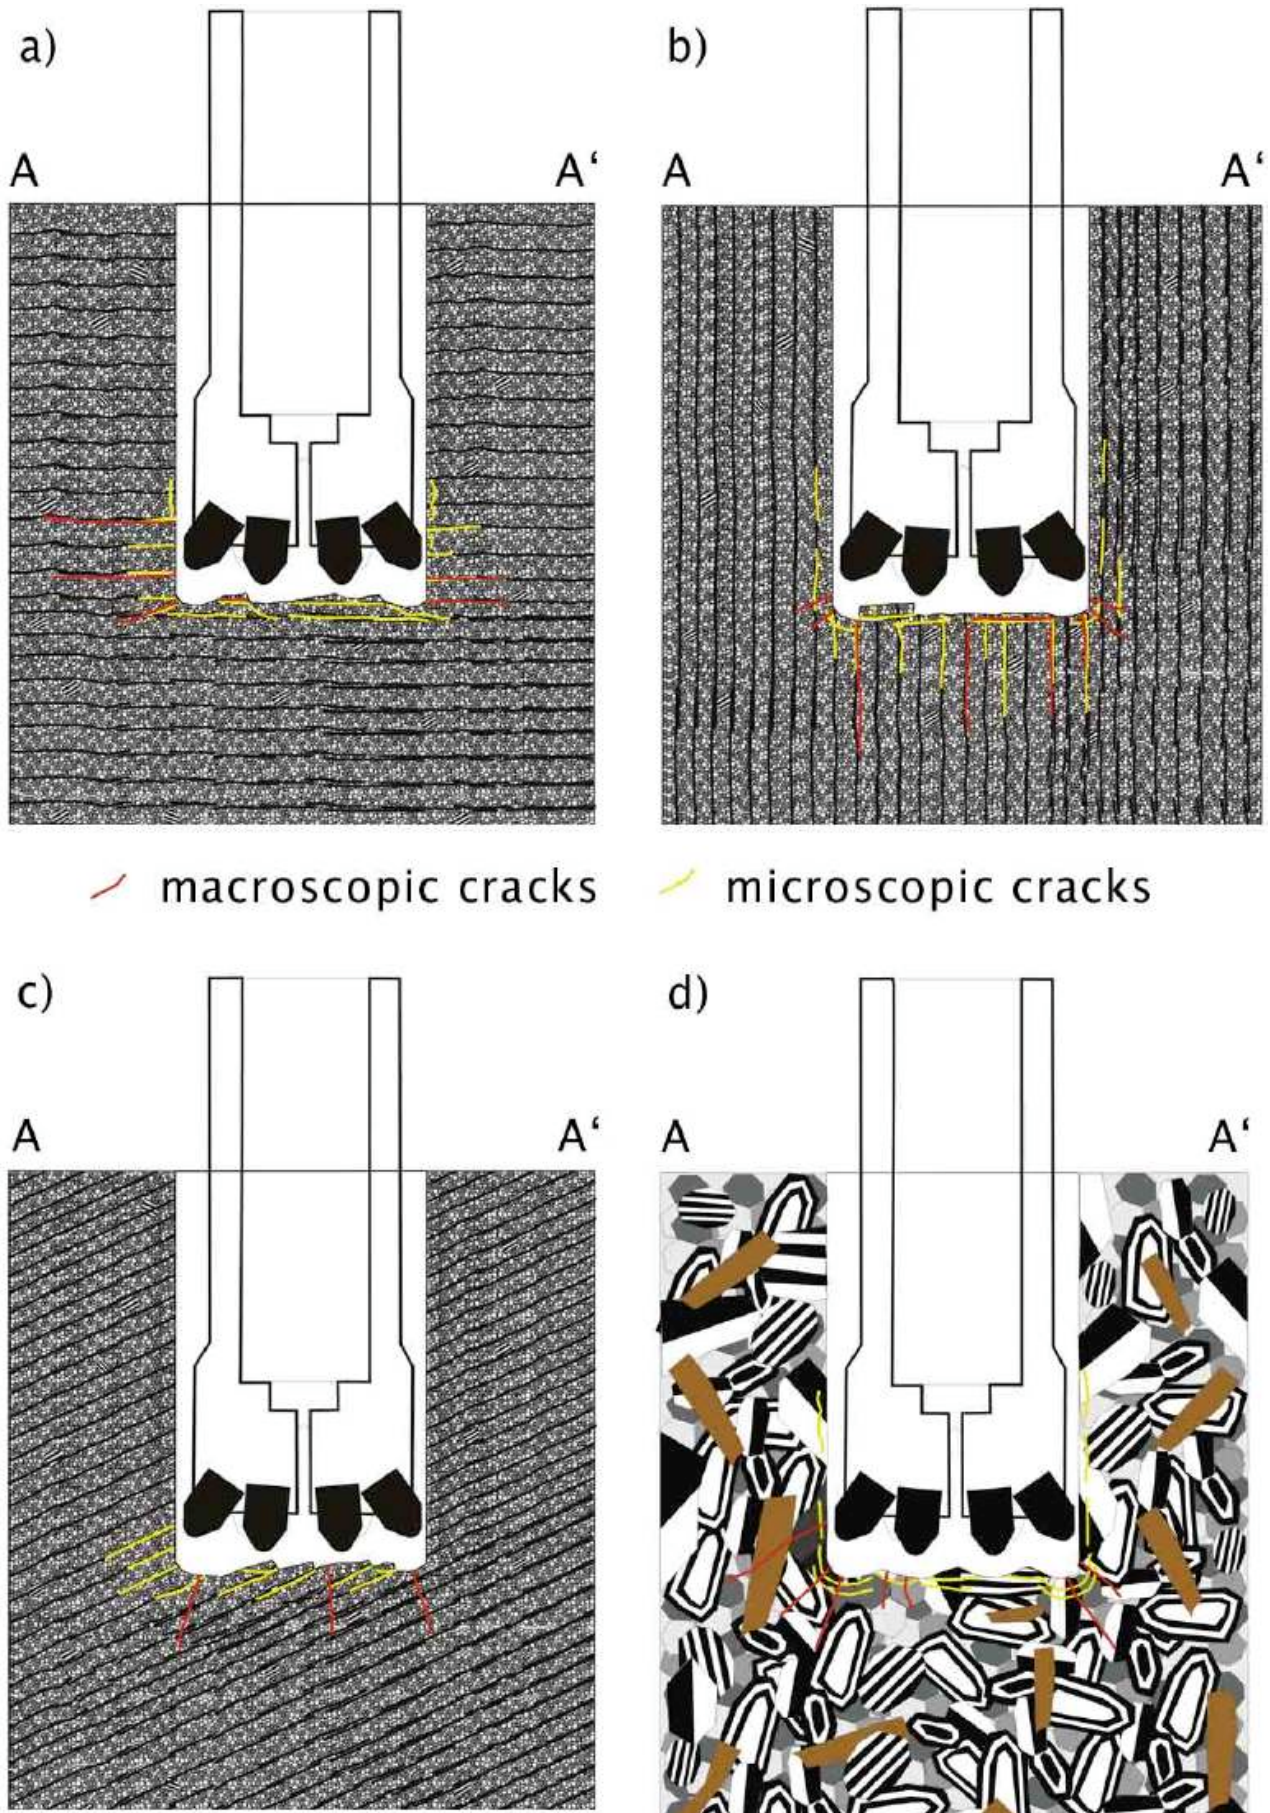 a)
b)
A A‘
A A‘
macroscopic cracks
microscopic cracks
c)
d)
A A‘
A A‘